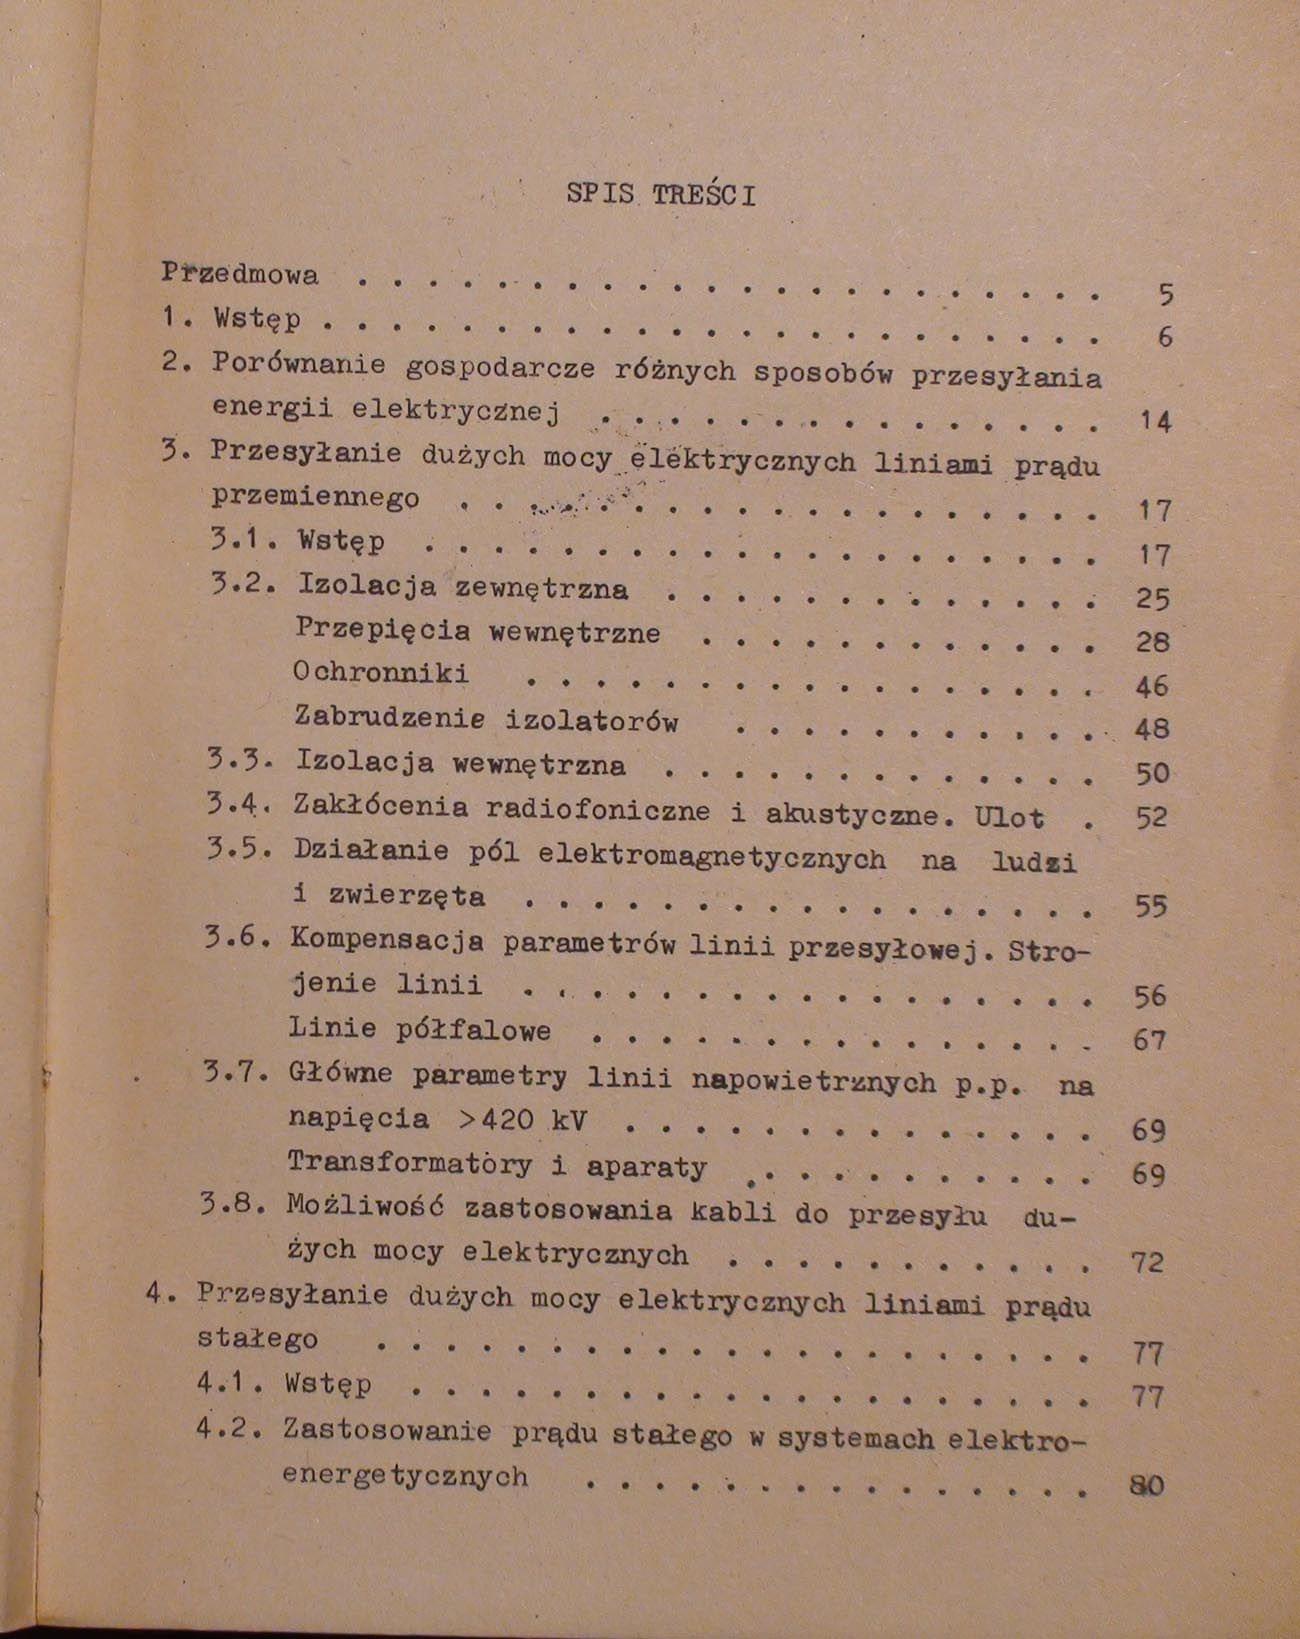 SPIS TREŚCI
Przedmowa . . . . . . . . . . . . . . . . . . . . . . 5
1. Wstęp . . . . . . . . . . . . . . . . . . . . . . . 6
2. Porównanie gospodarcze różnych sposobów przesyłania
energii elektrycznej . . . . . . . . . . . . . . . 14
3. Przesyłanie dużych mocy elektrycznych liniami prądu
przemiennego . . . . . . . . . . . . . . . . . . . 17
3.1. Wstęp . . . . . . . . . . . . . . . . . . . . 17
3.2. Izolacja zewnętrzna . . . . . . . . . . . . . 25
Przepięcia wewnętrzne . . . . . . . . . . . . 28
Ochronniki . . . . . . . . . . . . . . . . . 46
Zabrudzenie izolatorów . . . . . . . . . . . 48
3.3. Izolacja wewnętrzna . . . . . . . . . . . . . 50
3.4. Zakłócenia radiofoniczne i akustyczne. Ulot . 52
3.5. Działanie pól elektromagnetycznych na ludzi
i zwierzęta . . . . . . . . . . . . . . . . . 55
3.6. Kompensacja parametrów linii przesyłowej. Stro-
jenie linii . . . . . . . . . . . . . . . . . 56
Linie półfalowe . . . . . . . . . . . . . . . 67
3.7. Główne parametry linii napowietrznych p.p. na
napięcia >420 kV . . . . . . . . . . . . . . 69
Transformatory i aparaty . . . . . . . . . . 69
3.8. Możliwość zastosowania kabli do przesyłu du-
żych mocy elektrycznych . . . . . . . . . . . 72
4. Przesyłanie dużych mocy elektrycznych liniami prądu
stałego . . . . . . . . . . . . . . . . . . . . . 77
4.1. Wstęp . . . . . . . . . . . . . . . . . . . . 77
4.2. Zastosowanie prądu stałego w systemach elektro-
energetycznych . . . . . . . . . . . . . . . 80